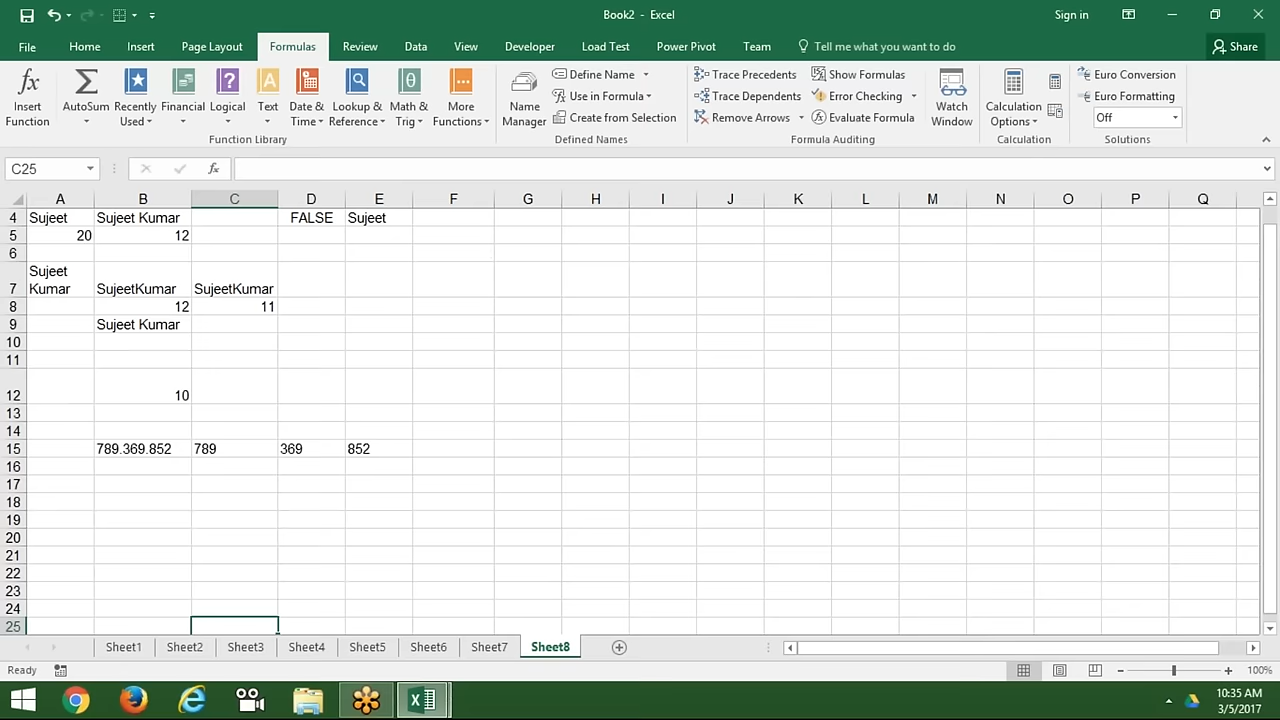 Book2 - Excel
Sign in
File Home Insert Page Layout Formulas Review Data View Developer Load Test Power Pivot Team Tell me what you want to do Share
fx Σ ? A θ
Insert Function
AutoSum
Recently Used
Financial
Logical
Text
Date & Time
Lookup & Reference
Math & Trig
More Functions
Function Library
Name Manager
Define Name
Use in Formula
Create from Selection
Defined Names
Trace Precedents
Trace Dependents
Remove Arrows
Show Formulas
Error Checking
Evaluate Formula
Formula Auditing
Watch Window
Calculation Options
Calculation
Euro Conversion
Euro Formatting
Off
Solutions
C25 fx
A B C D E F G H I J K L M N O P Q
4 Sujeet Sujeet Kumar FALSE Sujeet
5 20 12
6
Sujeet
7 Kumar SujeetKumar SujeetKumar
8 12 11
9 Sujeet Kumar
10
11
12 10
13
14
15 789.369.852 789 369 852
16
17
18
19
20
21
22
23
24
25
Sheet1 Sheet2 Sheet3 Sheet4 Sheet5 Sheet6 Sheet7 Sheet8
Ready 100%
10:35 AM
3/5/2017